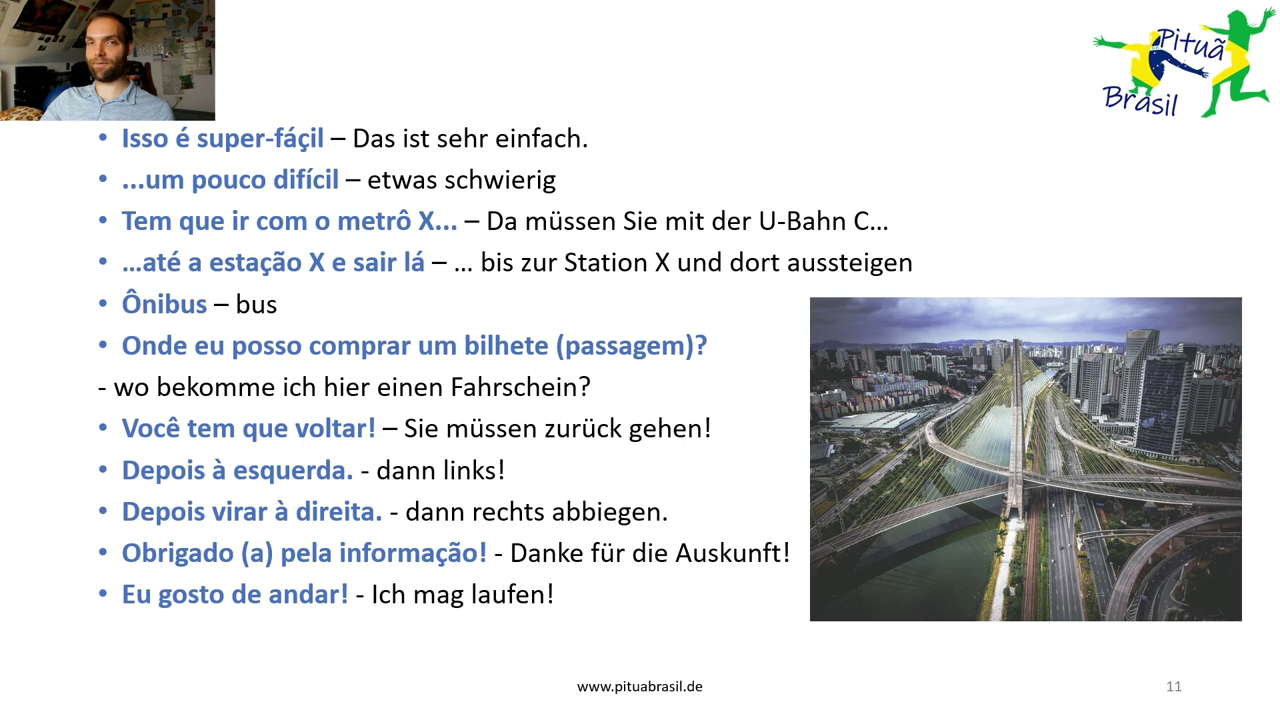 Pituã
Brasil
• Isso é super-fáçil – Das ist sehr einfach.
• ...um pouco difícil – etwas schwierig
• Tem que ir com o metrô X... – Da müssen Sie mit der U-Bahn C…
• …até a estação X e sair lá – … bis zur Station X und dort aussteigen
• Ônibus – bus
• Onde eu posso comprar um bilhete (passagem)?
- wo bekomme ich hier einen Fahrschein?
• Você tem que voltar! – Sie müssen zurück gehen!
• Depois à esquerda. - dann links!
• Depois virar à direita. - dann rechts abbiegen.
• Obrigado (a) pela informação! - Danke für die Auskunft!
• Eu gosto de andar! - Ich mag laufen!
www.pituabrasil.de
11